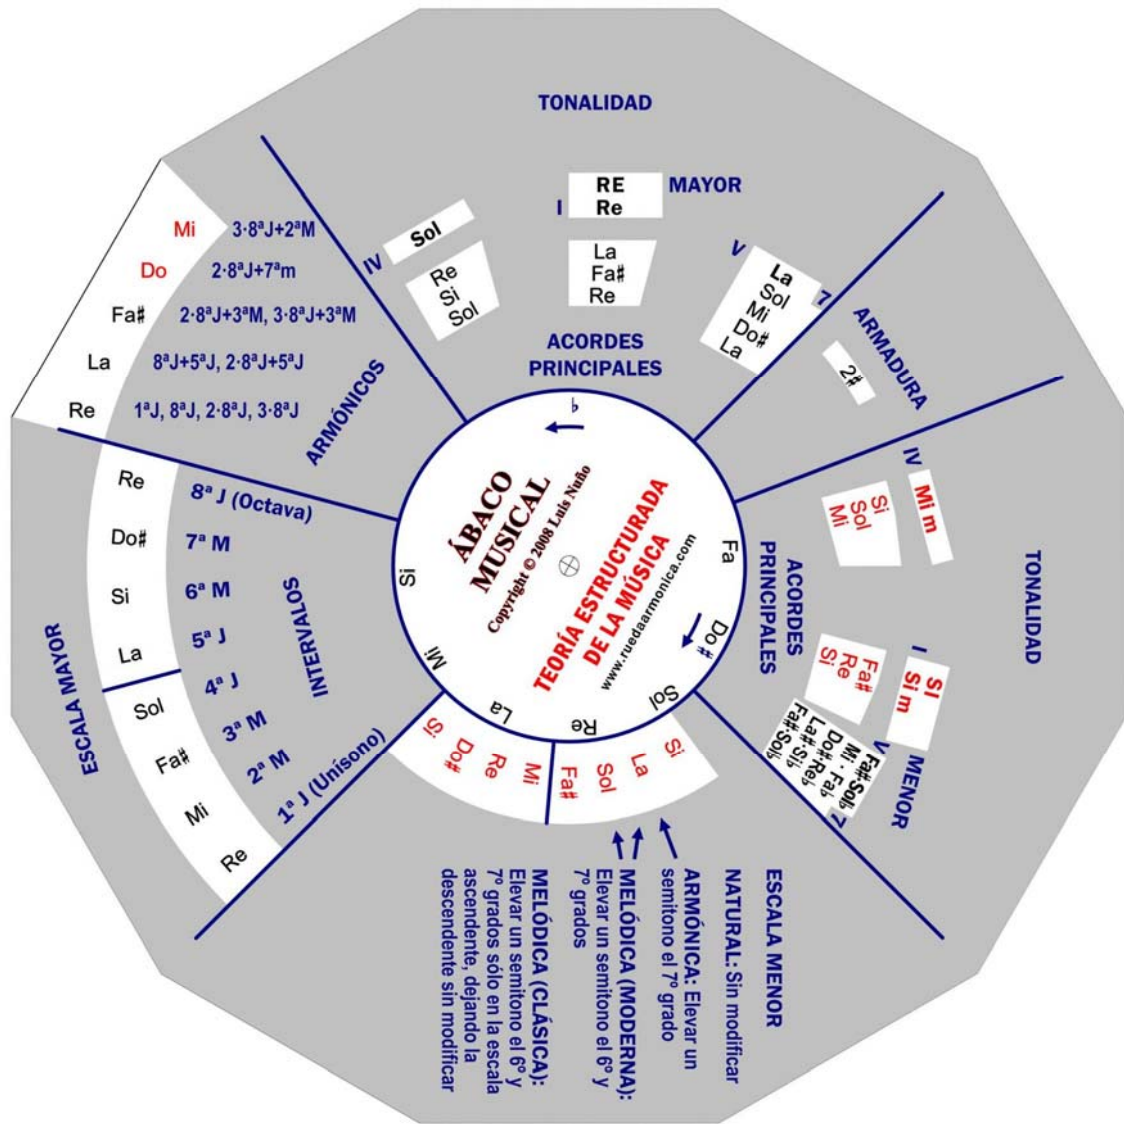 TONALIDAD
RE
Re
MAYOR
I
IV
Sol
Re
Si
Sol
La
Fa#
Re
V
La
Sol
Mi
Do#
La
7
ACORDES
PRINCIPALES
ARMADURA
2#
TONALIDAD
IV
Mi m
Si
Sol
Mi
ACORDES
PRINCIPALES
I
SI
Si m
MENOR
Fa#
Re
Si
V
Fa#·Sol♭
Mi · Fa♭
Do#·Re♭
La#·Si♭
Fa#·Sol♭
7
ESCALA MENOR
NATURAL: Sin modificar
ARMÓNICA: Elevar un
semitono el 7º grado
MELÓDICA (MODERNA):
Elevar un semitono el 6º y
7º grados
MELÓDICA (CLÁSICA):
Elevar un semitono el 6º y
7º grados sólo en la escala
ascendente, dejando la
descendente sin modificar
Si
Do#
Re
Mi
Fa#
Sol
La
Si
ESCALA MAYOR
INTERVALOS
Re
8ª J (Octava)
Do#
7ª M
Si
6ª M
La
5ª J
Sol
4ª J
Fa#
3ª M
Mi
2ª M
Re
1ª J (Unísono)
ARMÓNICOS
Mi
3·8ªJ+2ªM
Do
2·8ªJ+7ªm
Fa#
2·8ªJ+3ªM, 3·8ªJ+3ªM
La
8ªJ+5ªJ, 2·8ªJ+5ªJ
Re
1ªJ, 8ªJ, 2·8ªJ, 3·8ªJ
♭
ÁBACO
MUSICAL
Copyright © 2008 Luis Nuño
TEORÍA ESTRUCTURADA
DE LA MÚSICA
www.ruedaarmonica.com
Fa
Do
#
Sol
Re
La
Mi
Si